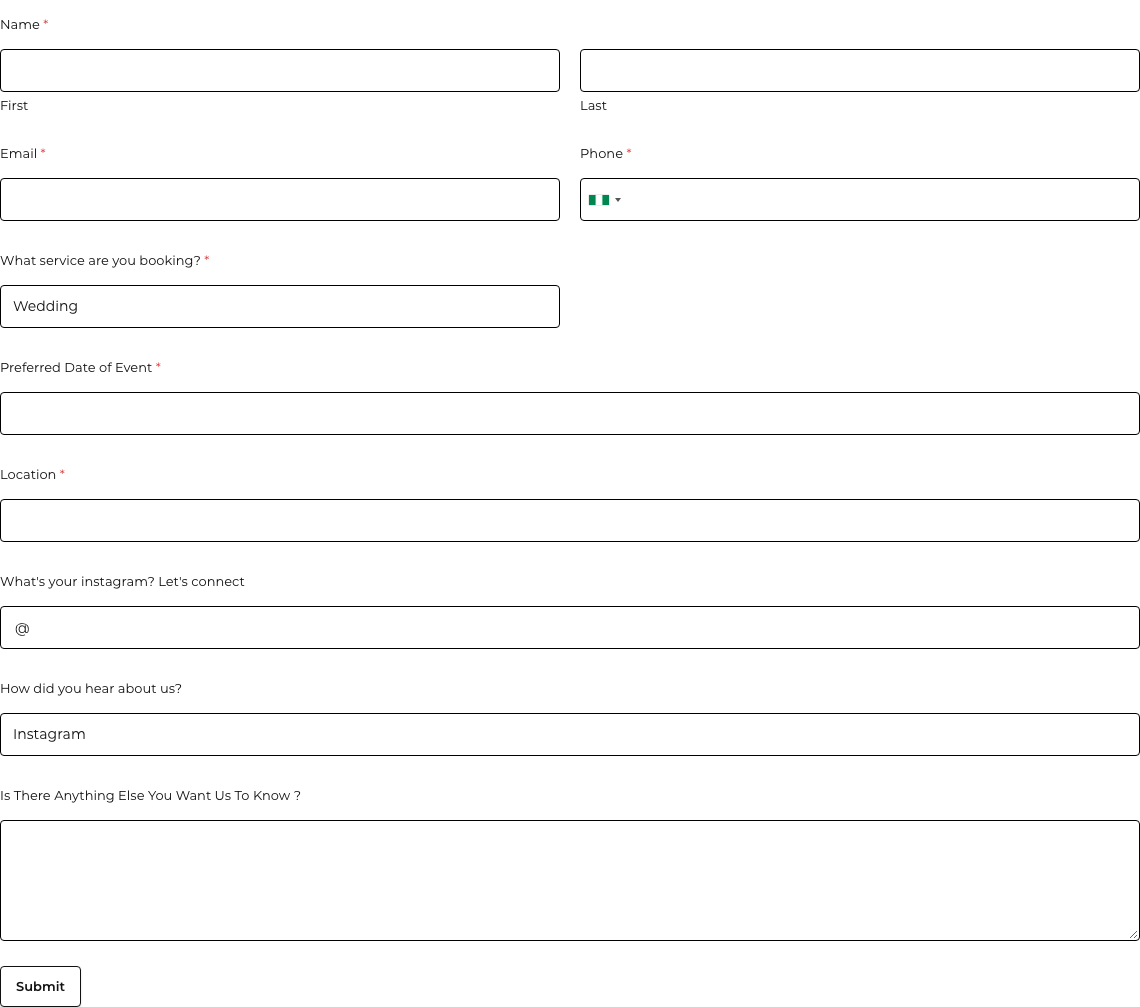 Name *
First
Last
Email *
Phone *
What service are you booking? *
Wedding
Preferred Date of Event *
Location *
What's your instagram? Let's connect
@
How did you hear about us?
Instagram
Is There Anything Else You Want Us To Know ?
Submit